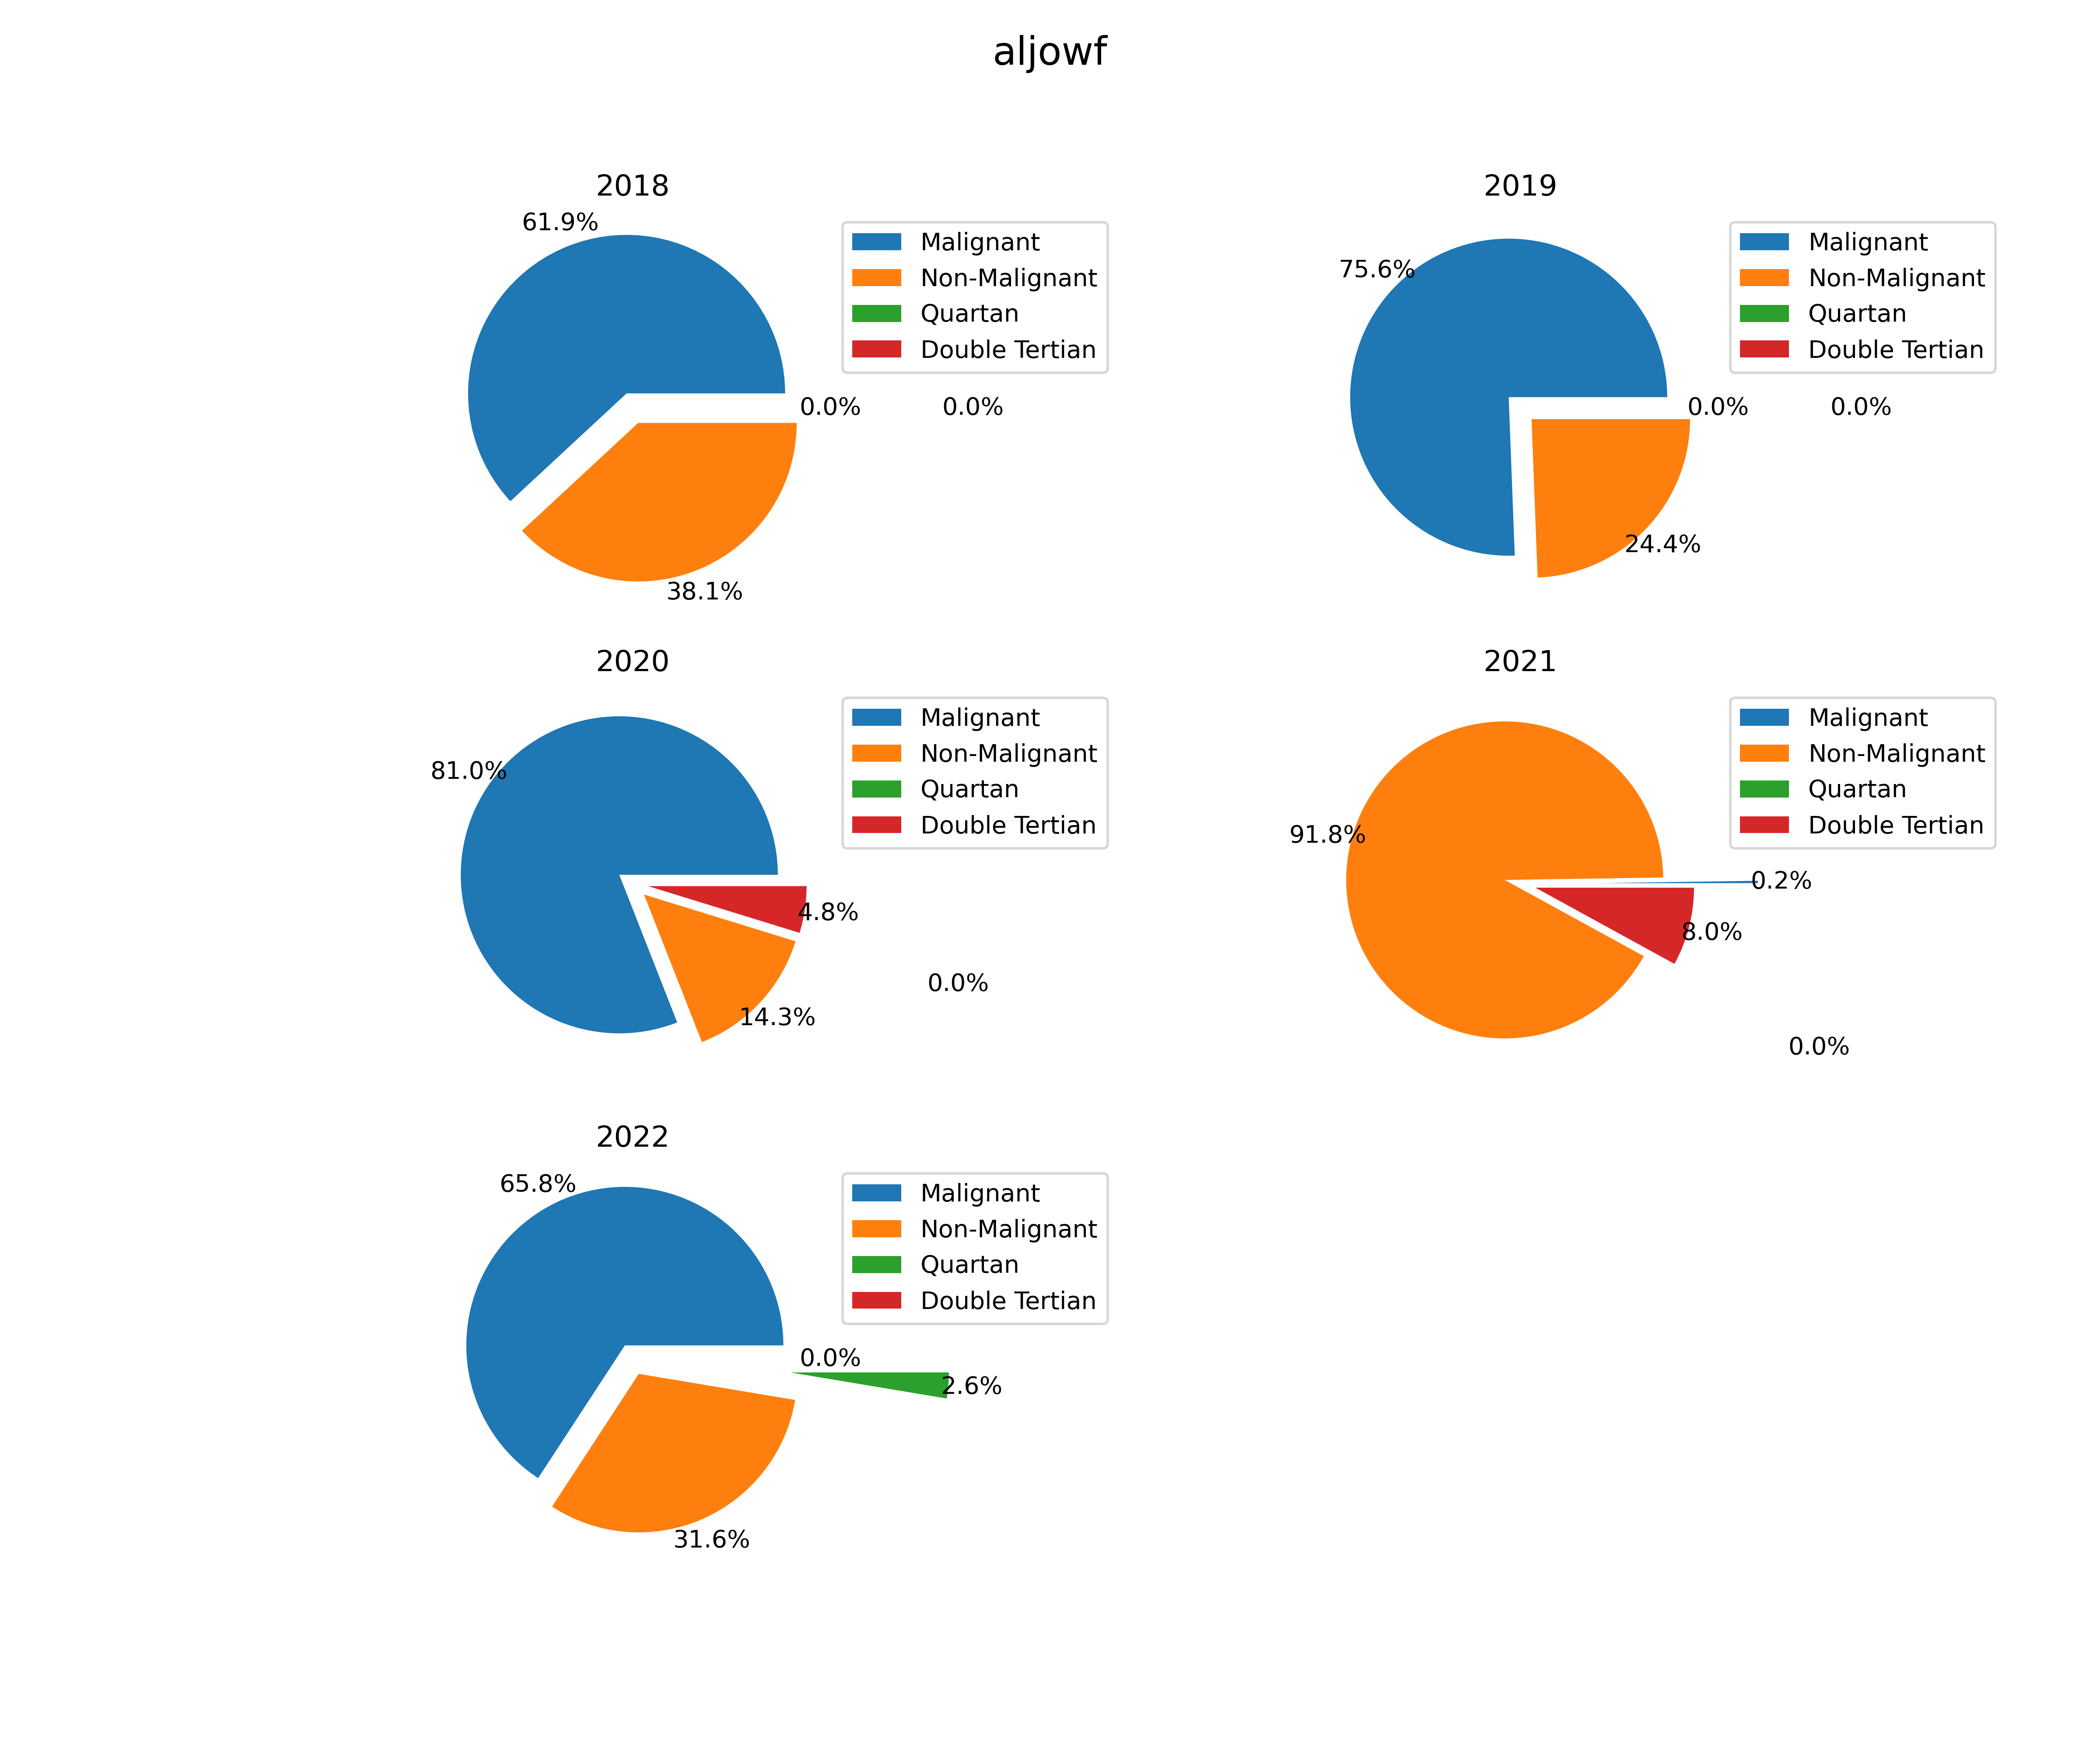 aljowf
2018
61.9%
38.1%
0.0%
0.0%
Malignant
Non-Malignant
Quartan
Double Tertian
2019
75.6%
24.4%
0.0%
0.0%
Malignant
Non-Malignant
Quartan
Double Tertian
2020
81.0%
14.3%
0.0%
4.8%
Malignant
Non-Malignant
Quartan
Double Tertian
2021
0.2%
91.8%
0.0%
8.0%
Malignant
Non-Malignant
Quartan
Double Tertian
2022
65.8%
31.6%
2.6%
0.0%
Malignant
Non-Malignant
Quartan
Double Tertian